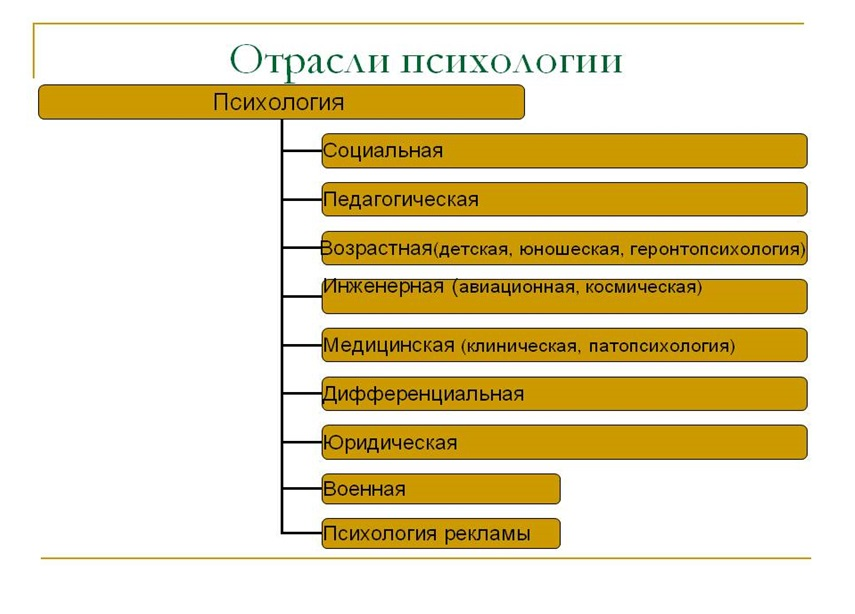 Отрасли психологии
Психология
Социальная
Педагогическая
Возрастная(детская, юношеская, геронтопсихология)
Инженерная (авиационная, космическая)
Медицинская (клиническая, патопсихология)
Дифференциальная
Юридическая
Военная
Психология рекламы